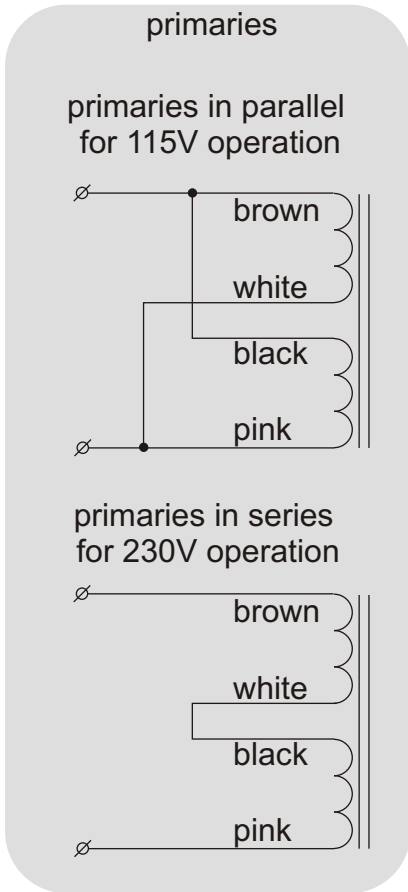 primaries
primaries in parallel
for 115V operation
brown
white
black
pink
primaries in series
for 230V operation
brown
white
black
pink